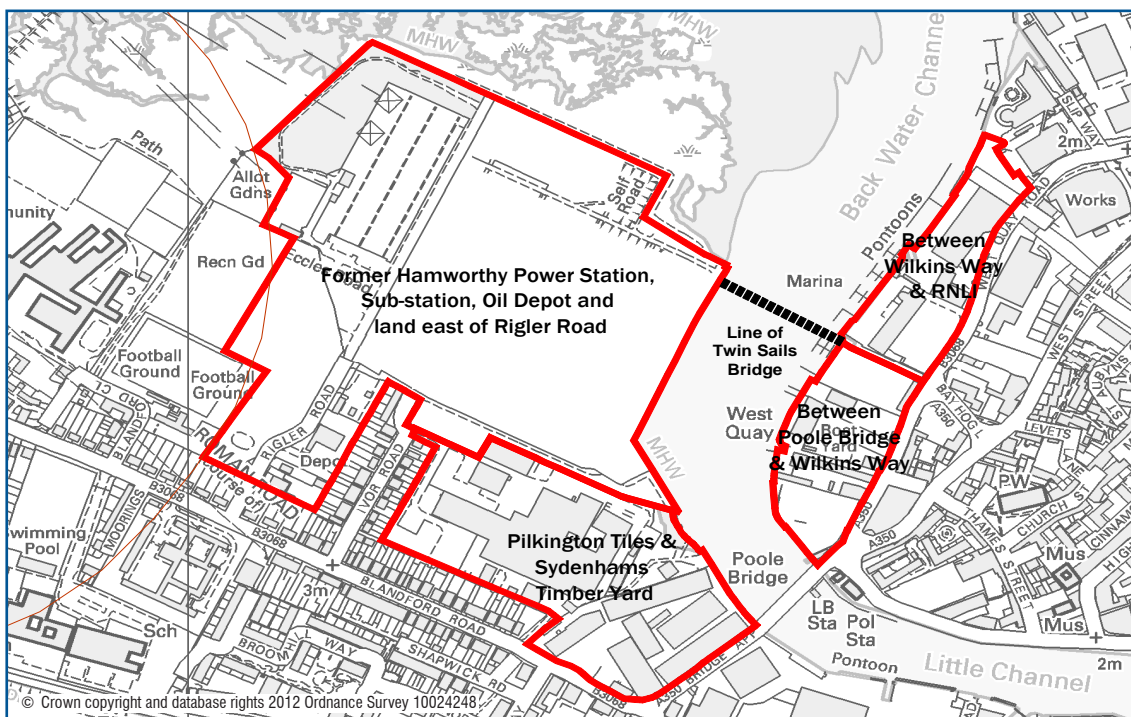 MHW
MHW
Back Water Channel
SLIP WAY
2m
Path
Allot
Gdns
Self
Road
Works
QUAY ROAD
Pontoons
Between
Wilkins Way
& RNLI
Recn Gd
Eccles Road
Former Hamworthy Power Station,
Sub-station, Oil Depot and
land east of Rigler Road
Marina
WEST STREET
Line of
Twin Sails
Bridge
B3068
Football
Ground
Football
Ground
BAY HOG
A350
LEVETS
LANE
West
Quay
Between
Boat
Yard
Poole Bridge
& Wilkins Way
RIGLER ROAD
Depot
IVOR ROAD
MHW
BLANDFORD
ROMAN ROAD
course of
B3068
PW
CHURCH ST
THAMES STREET
HIGH
A350
A350
Swimming
Pool
MOORINGS
Pilkington Tiles &
Sydenhams
Timber Yard
Poole
Bridge
Mus
Mus
3m
BLANDFORD
ROAD
LB
Sta
Pol
Sta
Sch
BROOM
WAY
SHAPWICK RD
B3068
A350 BRIDGE
Pontoon
Little Channel
2m
© Crown copyright and database rights 2012 Ordnance Survey 10024248